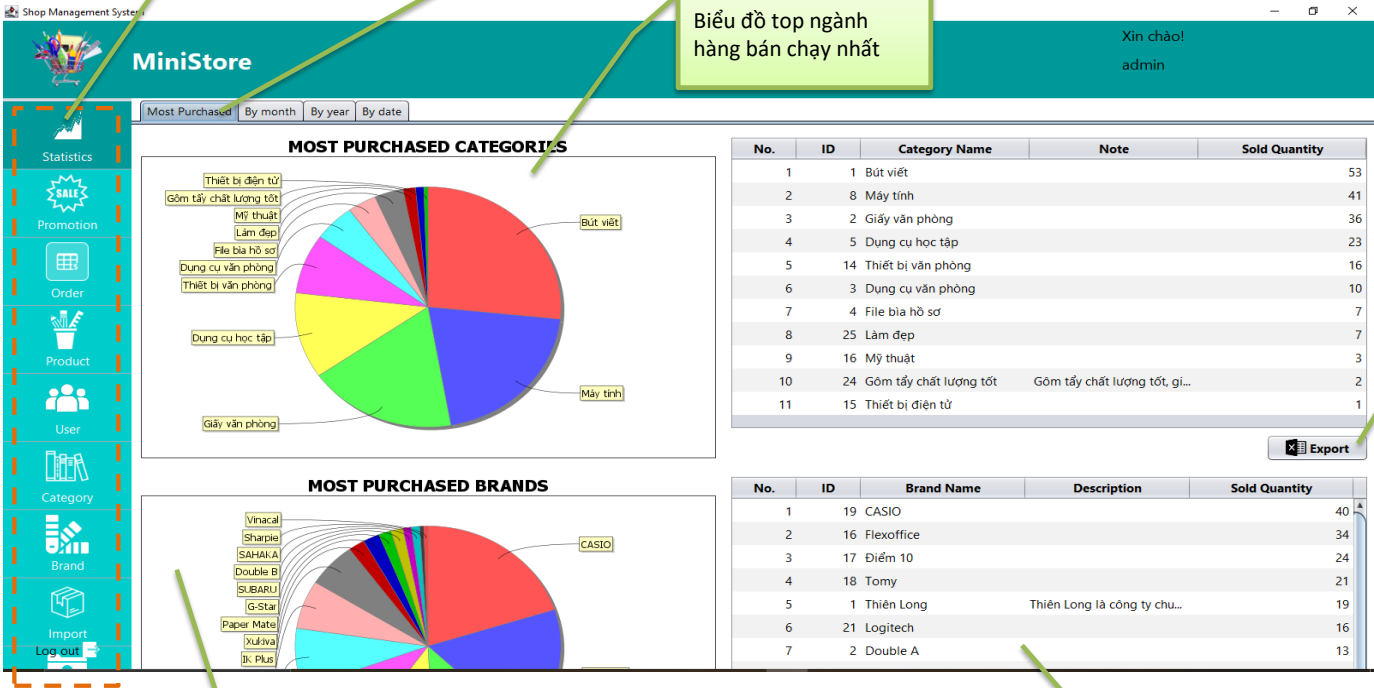 Shop Management System
Biểu đồ top ngành
hàng bán chạy nhất
MiniStore
Xin chào!
admin
Statistics
SALE
Promotion
Order
Product
User
Category
Brand
Import
Log out
Most Purchased By month By year By date
MOST PURCHASED CATEGORIES
Thiết bị điện tử
Gôm tẩy chất lượng tốt
Mỹ thuật
Làm đẹp
File bìa hồ sơ
Dụng cụ văn phòng
Thiết bị văn phòng
Dụng cụ học tập
Giấy văn phòng
Bút viết
Máy tính
No. ID Category Name Note Sold Quantity
1 1 Bút viết 53
2 8 Máy tính 41
3 2 Giấy văn phòng 36
4 5 Dụng cụ học tập 23
5 14 Thiết bị văn phòng 16
6 3 Dụng cụ văn phòng 10
7 4 File bìa hồ sơ 7
8 25 Làm đẹp 7
9 16 Mỹ thuật 3
10 24 Gôm tẩy chất lượng tốt Gôm tẩy chất lượng tốt, gi... 2
11 15 Thiết bị điện tử 1
Export
MOST PURCHASED BRANDS
Vinacal
Sharpie
SAHAKA
Double B
SUBARU
G-Star
Paper Mate
Xukiva
IK Plus
CASIO
No. ID Brand Name Description Sold Quantity
1 19 CASIO 40
2 16 Flexoffice 34
3 17 Điểm 10 24
4 18 Tomy 21
5 1 Thiên Long Thiên Long là công ty chu... 19
6 21 Logitech 16
7 2 Double A 13